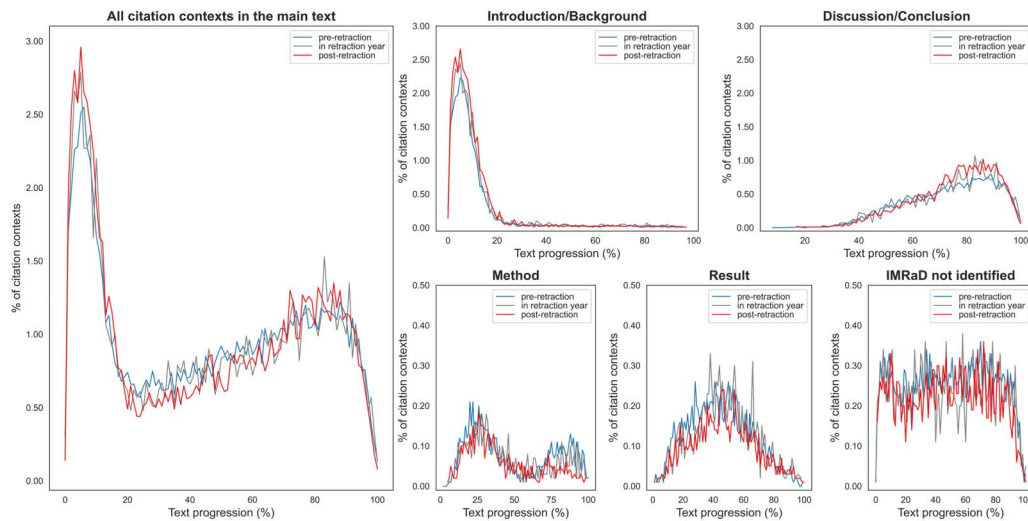 All citation contexts in the main text
3.00
2.50
2.00
1.50
1.00
0.50
0.00
% of citation contexts
pre-retraction
in retraction year
post-retraction
0 20 40 60 80 100
Text progression (%)
Introduction/Background
3.00
2.50
2.00
1.50
1.00
0.50
0.00
% of citation contexts
pre-retraction
in retraction year
post-retraction
0 20 40 60 80 100
Text progression (%)
Discussion/Conclusion
3.00
2.50
2.00
1.50
1.00
0.50
0.00
% of citation contexts
pre-retraction
in retraction year
post-retraction
20 40 60 80 100
Text progression (%)
Method
0.50
0.40
0.30
0.20
0.10
0.00
% of citation contexts
pre-retraction
in retraction year
post-retraction
0 25 50 75 100
Text progression (%)
Result
0.50
0.40
0.30
0.20
0.10
0.00
% of citation contexts
pre-retraction
in retraction year
post-retraction
0 20 40 60 80 100
Text progression (%)
IMRaD not identified
0.50
0.40
0.30
0.20
0.10
0.00
% of citation contexts
pre-retraction
in retraction year
post-retraction
0 20 40 60 80 100
Text progression (%)